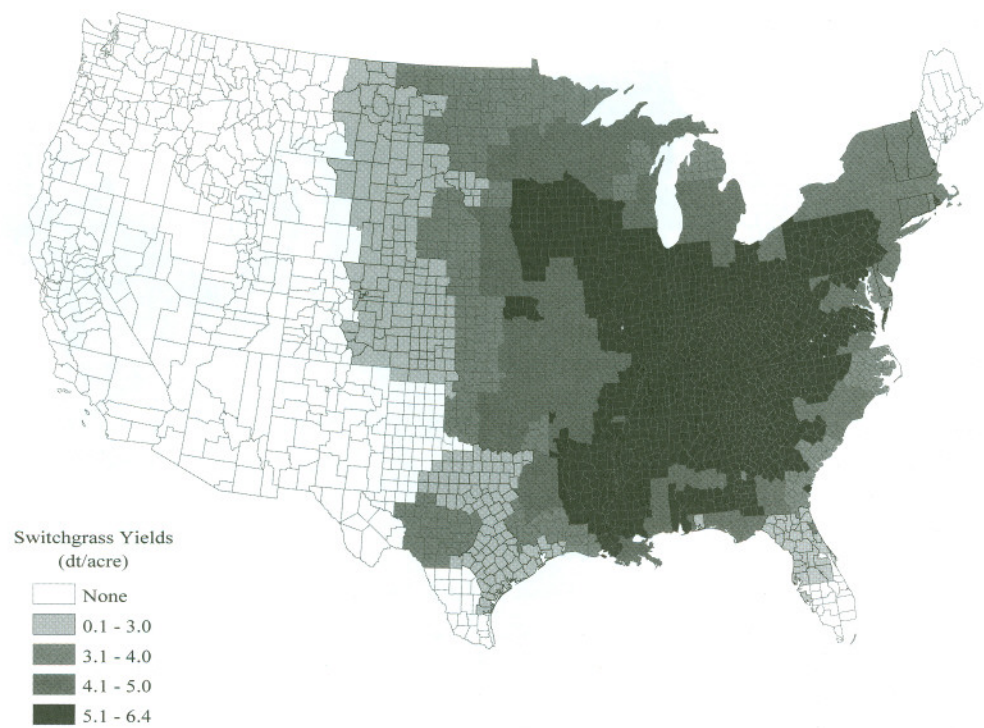 Switchgrass Yields
(dt/acre)
None
0.1 - 3.0
3.1 - 4.0
4.1 - 5.0
5.1 - 6.4